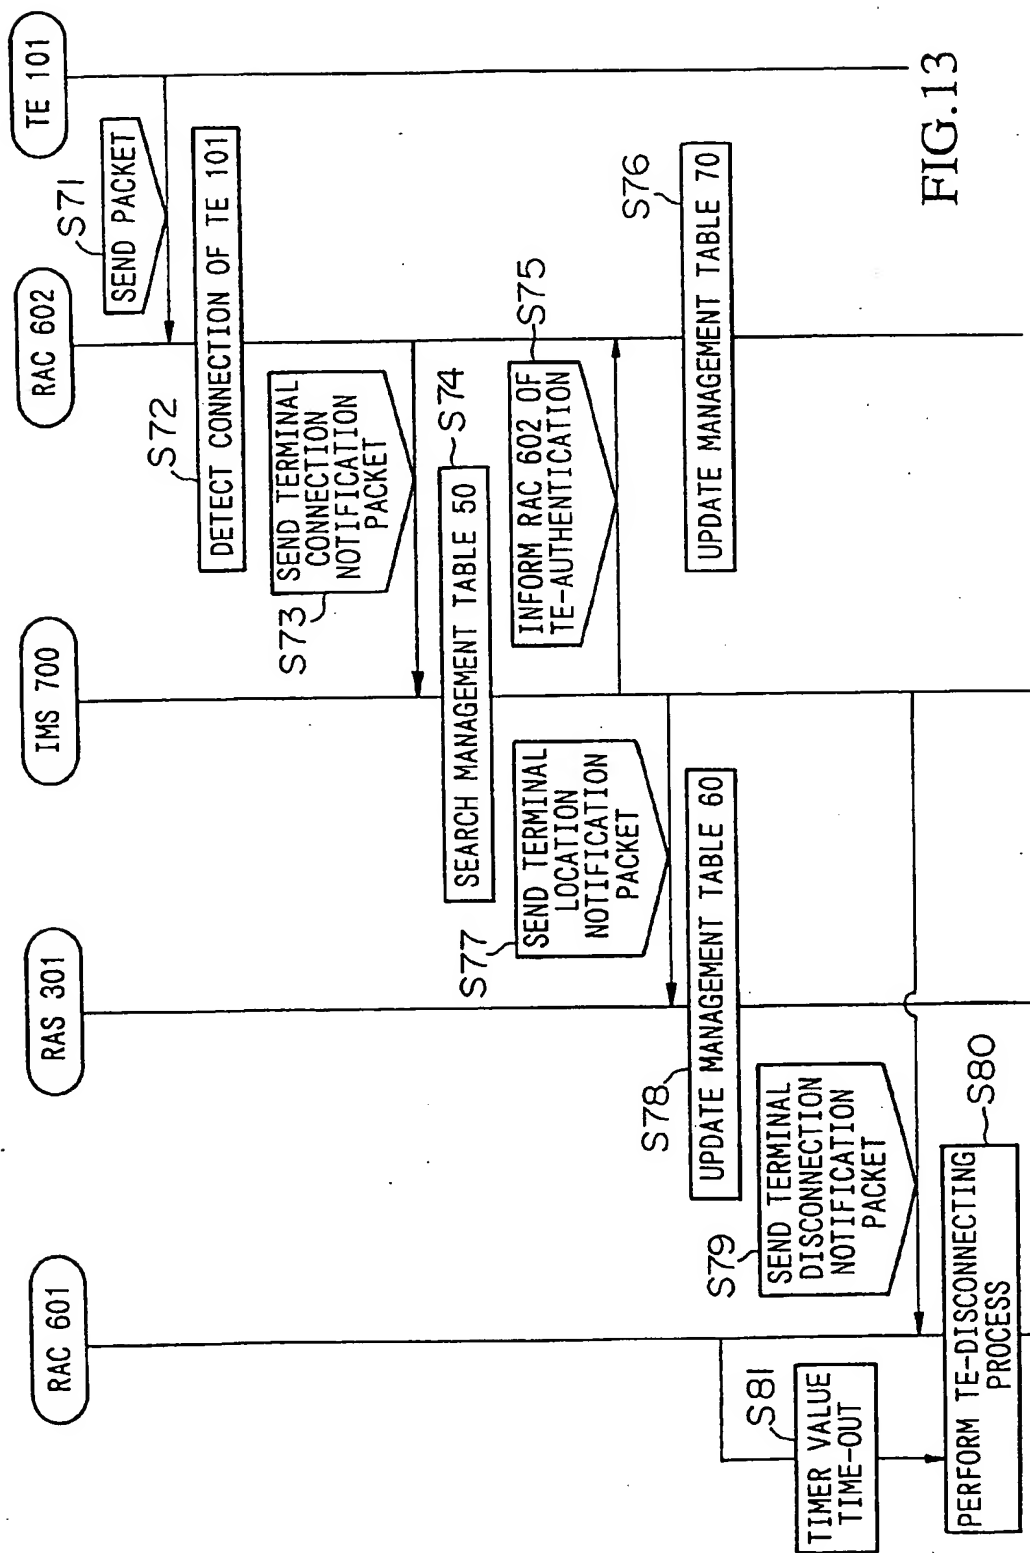 RAC 601
RAS 301
IMS 700
RAC 602
TE 101
S71
SEND PACKET
S72
DETECT CONNECTION OF TE 101
S73
SEND TERMINAL
CONNECTION
NOTIFICATION
PACKET
S74
SEARCH MANAGEMENT TABLE 50
S75
INFORM RAC 602 OF
TE-AUTHENTICATION
S76
UPDATE MANAGEMENT TABLE 70
S77
SEND TERMINAL
LOCATION
NOTIFICATION
PACKET
S78
UPDATE MANAGEMENT TABLE 60
S79
SEND TERMINAL
DISCONNECTION
NOTIFICATION
PACKET
S81
TIMER VALUE
TIME-OUT
S80
PERFORM TE-DISCONNECTING
PROCESS
FIG.13